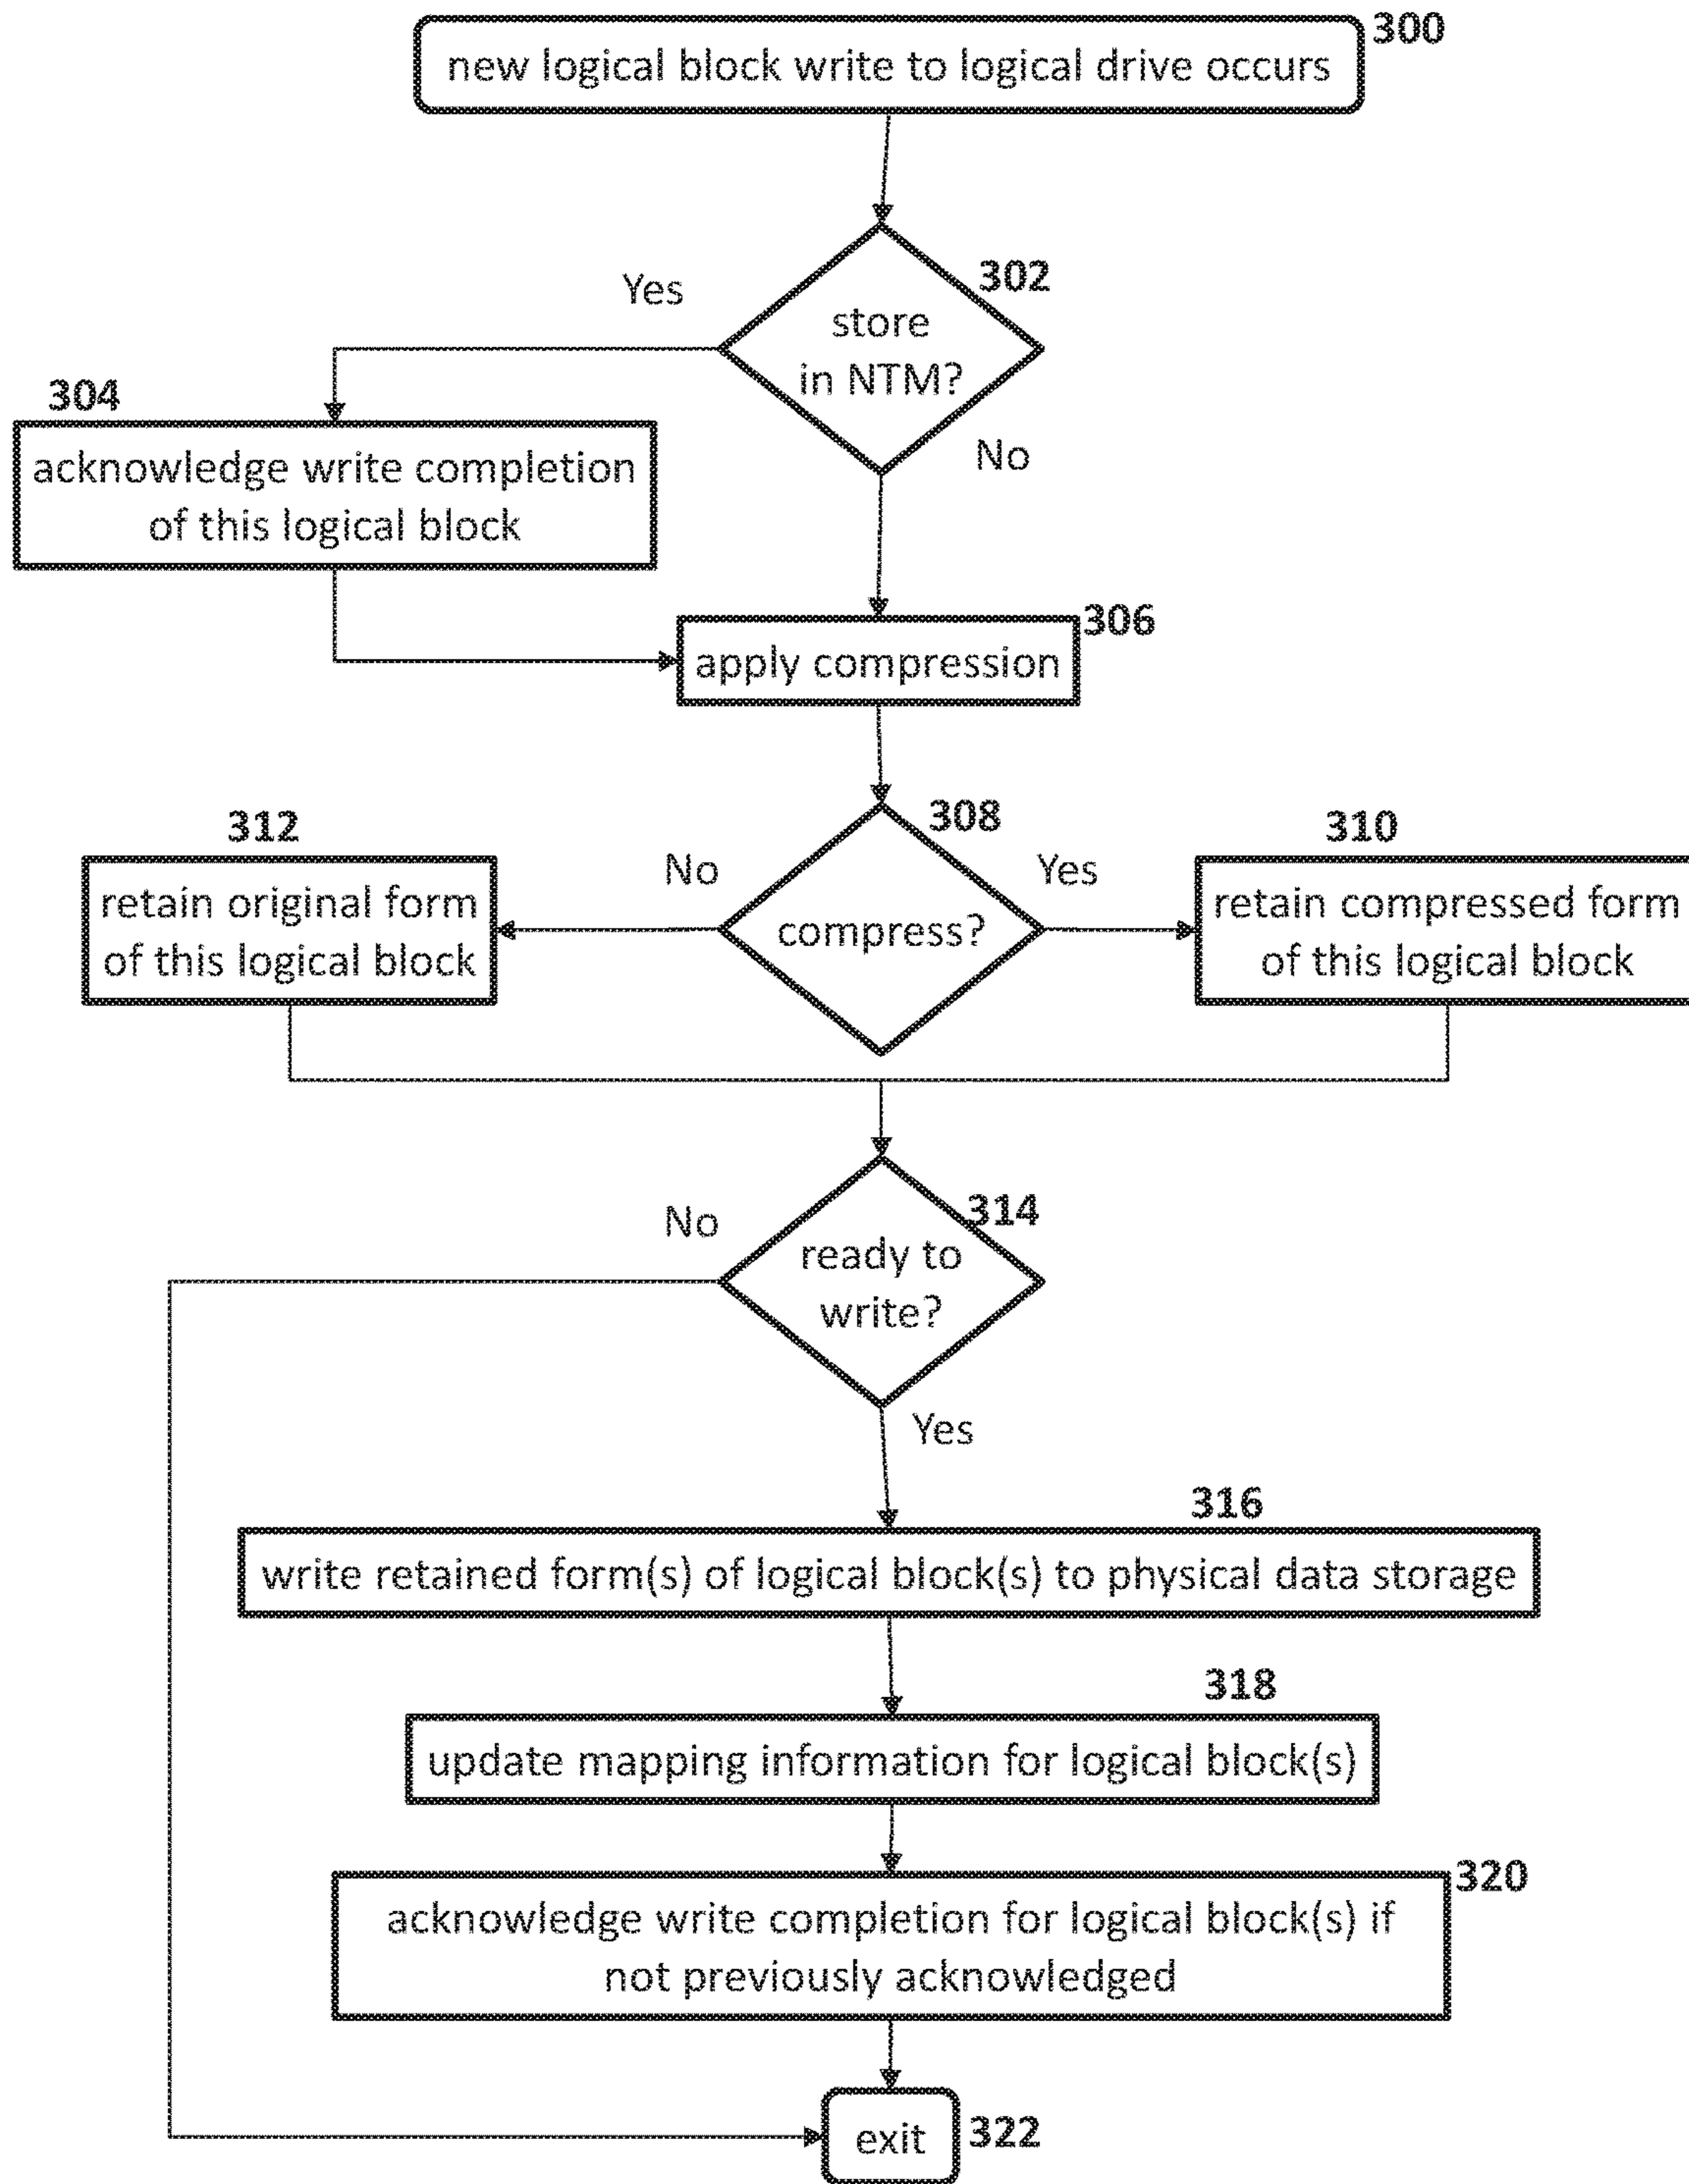 300
new logical block write to logical drive occurs
302
Yes
store
in NTM?
304
No
acknowledge write completion
of this logical block
306
apply compression
312
308
310
No
Yes
retain original form
of this logical block
compress?
retain compressed form
of this logical block
314
No
ready to
write?
Yes
316
write retained form(s) of logical block(s) to physical data storage
318
update mapping information for logical block(s)
320
acknowledge write completion for logical block(s) if
not previously acknowledged
exit
322